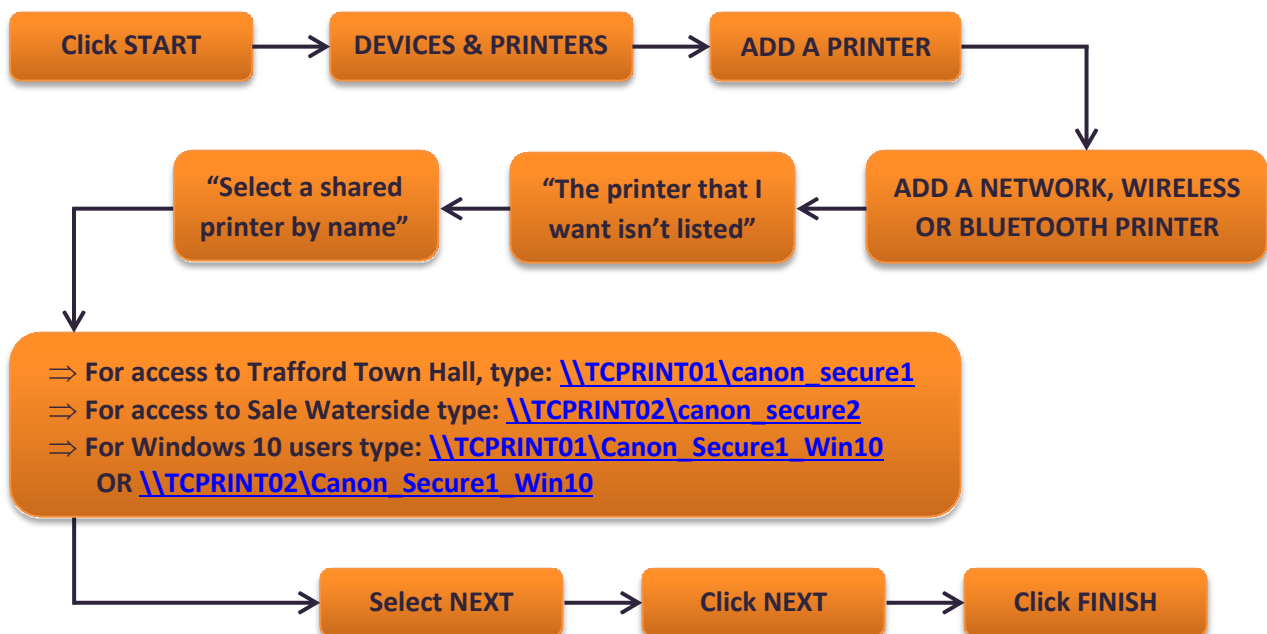 Click START
DEVICES & PRINTERS
ADD A PRINTER
ADD A NETWORK, WIRELESS
OR BLUETOOTH PRINTER
“The printer that I
want isn’t listed”
“Select a shared
printer by name”
⇒ For access to Trafford Town Hall, type: \\TCPRINT01\canon_secure1
⇒ For access to Sale Waterside type: \\TCPRINT02\canon_secure2
⇒ For Windows 10 users type: \\TCPRINT01\Canon_Secure1_Win10
OR \\TCPRINT02\Canon_Secure1_Win10
Select NEXT
Click NEXT
Click FINISH